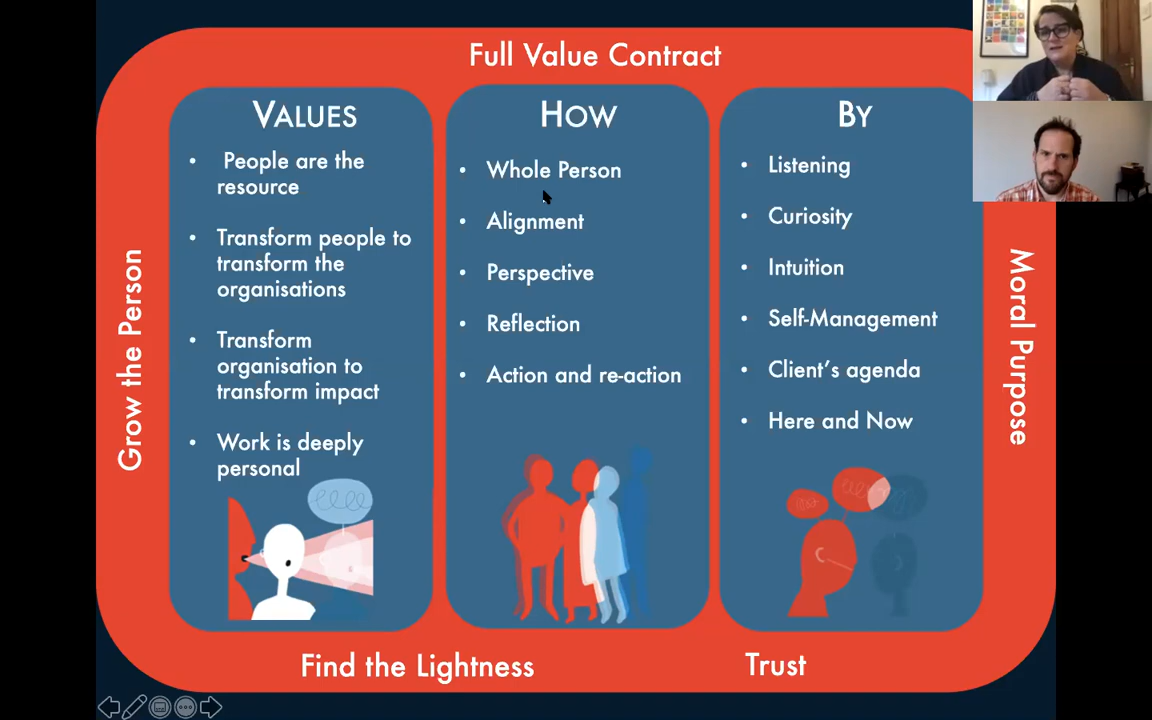 Full Value Contract
VALUES
People are the
resource
Transform people to
transform the
organisations
Transform
organisation to
transform impact
Work is deeply
personal
HOW
Whole Person
Alignment
Perspective
Reflection
Action and re-action
BY
Listening
Curiosity
Intuition
Self-Management
Client's agenda
Here and Now
Grow the Person
Moral Purpose
Find the Lightness
Trust